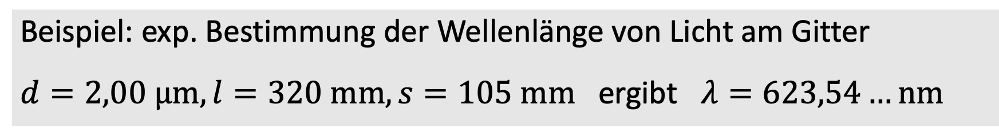 Beispiel: exp. Bestimmung der Wellenlänge von Licht am Gitter
d = 2,00 μm, l = 320 mm, s = 105 mm ergibt λ = 623,54 ... nm